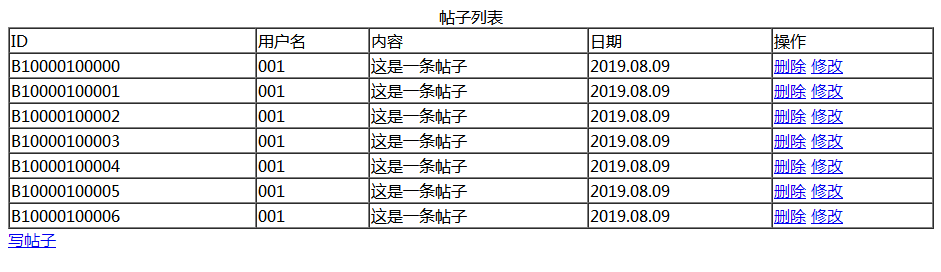 帖子列表
ID 用户名 内容 日期 操作
B10000100000 001 这是一条帖子 2019.08.09 删除 修改
B10000100001 001 这是一条帖子 2019.08.09 删除 修改
B10000100002 001 这是一条帖子 2019.08.09 删除 修改
B10000100003 001 这是一条帖子 2019.08.09 删除 修改
B10000100004 001 这是一条帖子 2019.08.09 删除 修改
B10000100005 001 这是一条帖子 2019.08.09 删除 修改
B10000100006 001 这是一条帖子 2019.08.09 删除 修改
写帖子